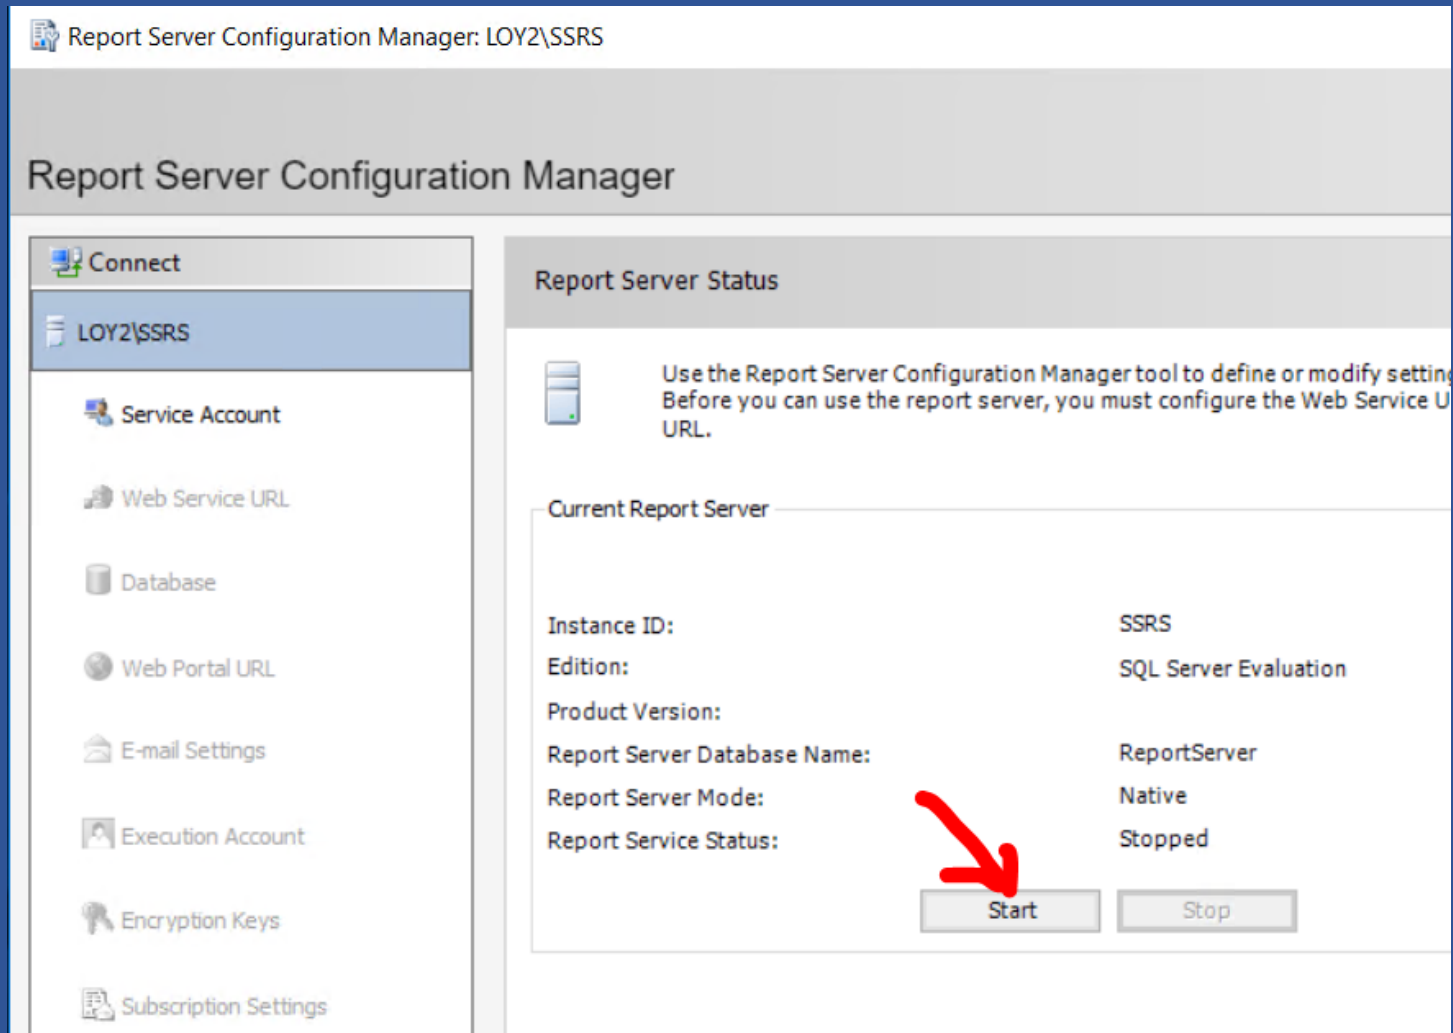 Report Server Configuration Manager: LOY2\SSRS
Report Server Configuration Manager
Connect
LOY2\SSRS
Service Account
Web Service URL
Database
Web Portal URL
E-mail Settings
Execution Account
Encryption Keys
Subscription Settings
Report Server Status
Use the Report Server Configuration Manager tool to define or modify setting
Before you can use the report server, you must configure the Web Service U
URL.
Current Report Server
Instance ID: SSRS
Edition: SQL Server Evaluation
Product Version:
Report Server Database Name: ReportServer
Report Server Mode: Native
Report Service Status: Stopped
Start Stop